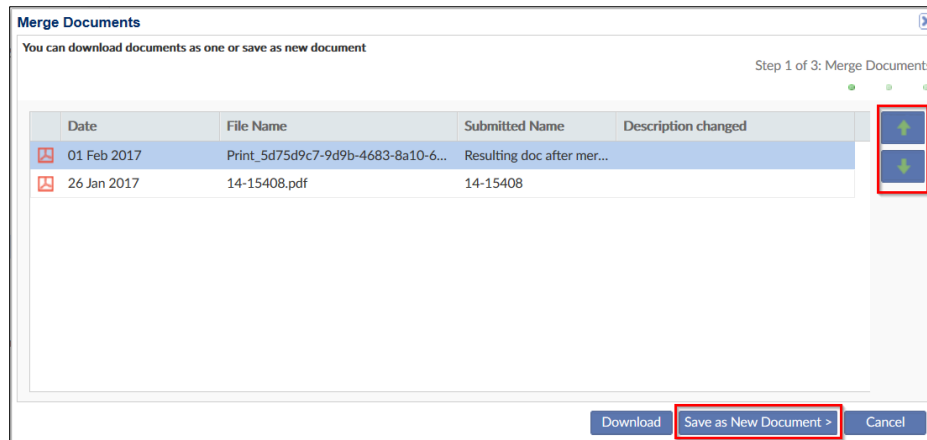 Merge Documents
You can download documents as one or save as new document
Step 1 of 3: Merge Document
Date File Name Submitted Name Description changed
01 Feb 2017 Print_5d75d9c7-9d9b-4683-8a10-6... Resulting doc after mer...
26 Jan 2017 14-15408.pdf 14-15408
Download Save as New Document > Cancel